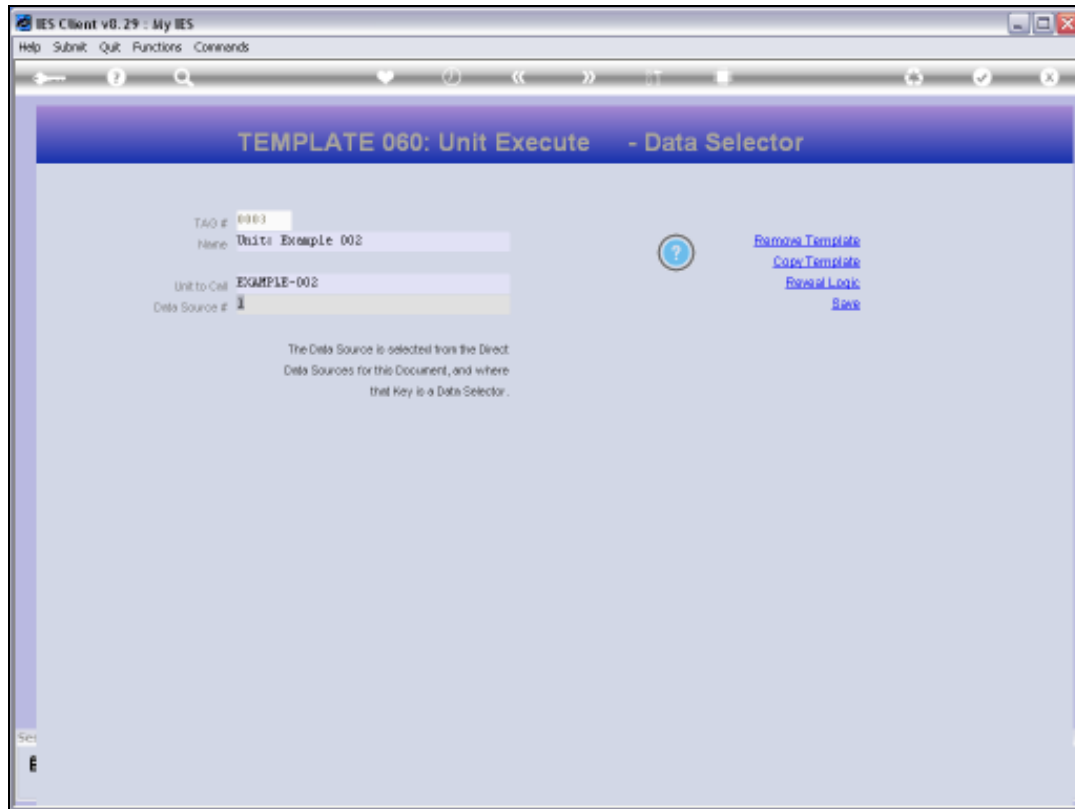 IES Client v8.29 : My IES
Help Submit Quit Functions Commands
TEMPLATE 060: Unit Execute - Data Selector
TAG # 0003
Name Unit: Example 002
Remove Template
Copy Template
Unit to Call EXAMPLE-002
Reveal Logic
Data Source # 1
Save
The Data Source is selected from the Direct
Data Sources for this Document, and where
that Key is a Data Selector.